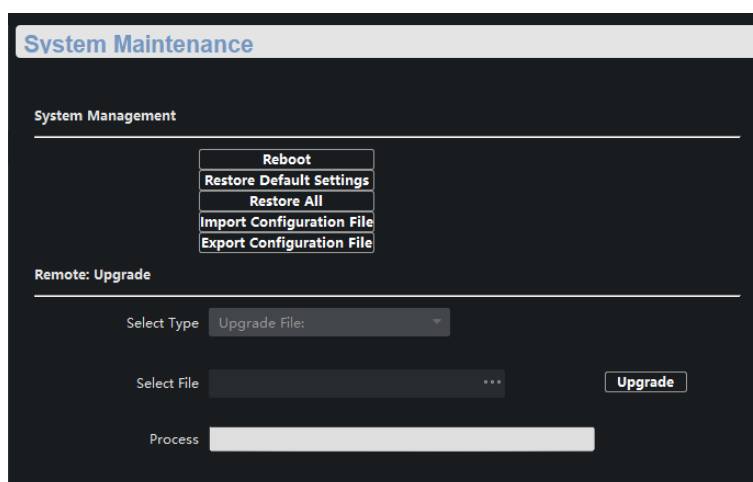 System Maintenance
System Management
Reboot
Restore Default Settings
Restore All
Import Configuration File
Export Configuration File
Remote: Upgrade
Select Type Upgrade File:
Select File ... Upgrade
Process